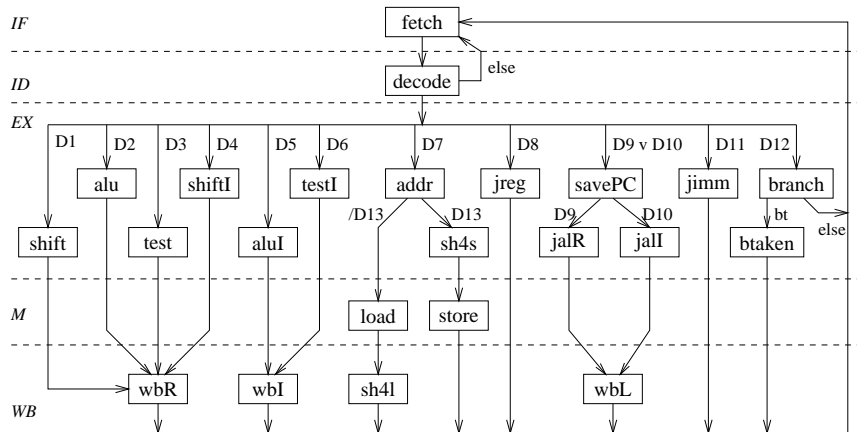 IF
fetch
else
ID
decode
EX
D1 D2 D3 D4 D5 D6 D7 D8 D9 v D10 D11 D12
alu shiftI testI addr jreg savePC jimm branch
/D13 D13 D9 D10 bt else
shift test aluI sh4s jalR jalI btaken
M
load store
wbR wbI sh4l wbL
WB